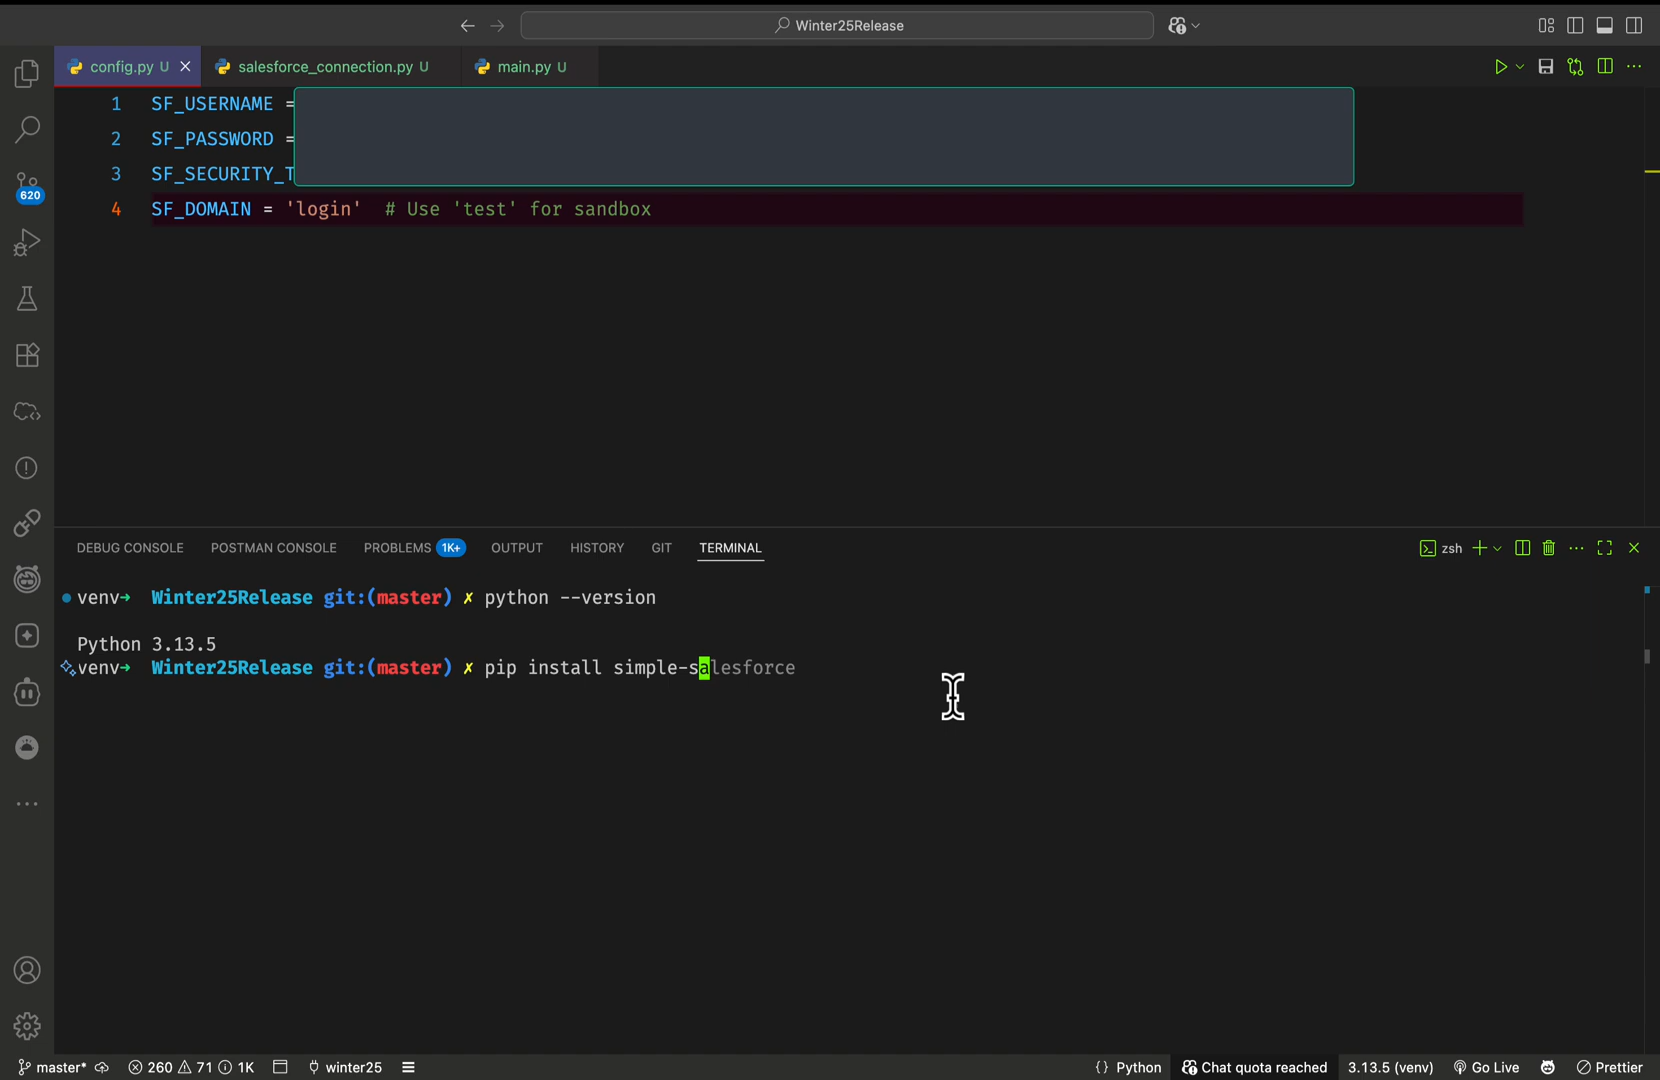 Winter25Release
config.py U
salesforce_connection.py U
main.py U
1 SF_USERNAME =
2 SF_PASSWORD =
3 SF_SECURITY_T
4 SF_DOMAIN = 'login' # Use 'test' for sandbox
620
DEBUG CONSOLE
POSTMAN CONSOLE
PROBLEMS 1K+
OUTPUT
HISTORY
GIT
TERMINAL
zsh
venv→ Winter25Release git:(master) ✗ python --version
Python 3.13.5
venv→ Winter25Release git:(master) ✗ pip install simple-salesforce
master*
260 71 1K
winter25
{} Python
Chat quota reached
3.13.5 (venv)
Go Live
Prettier